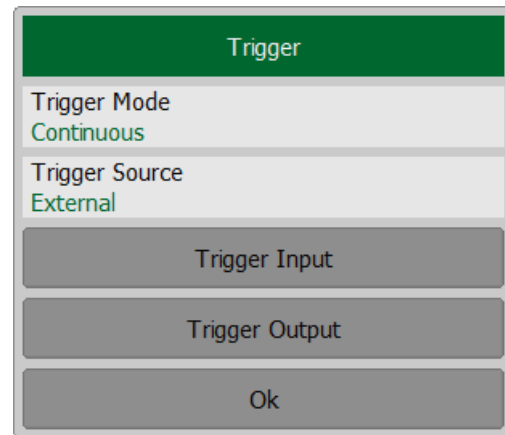 Trigger
Trigger Mode
Continuous
Trigger Source
External
Trigger Input
Trigger Output
Ok